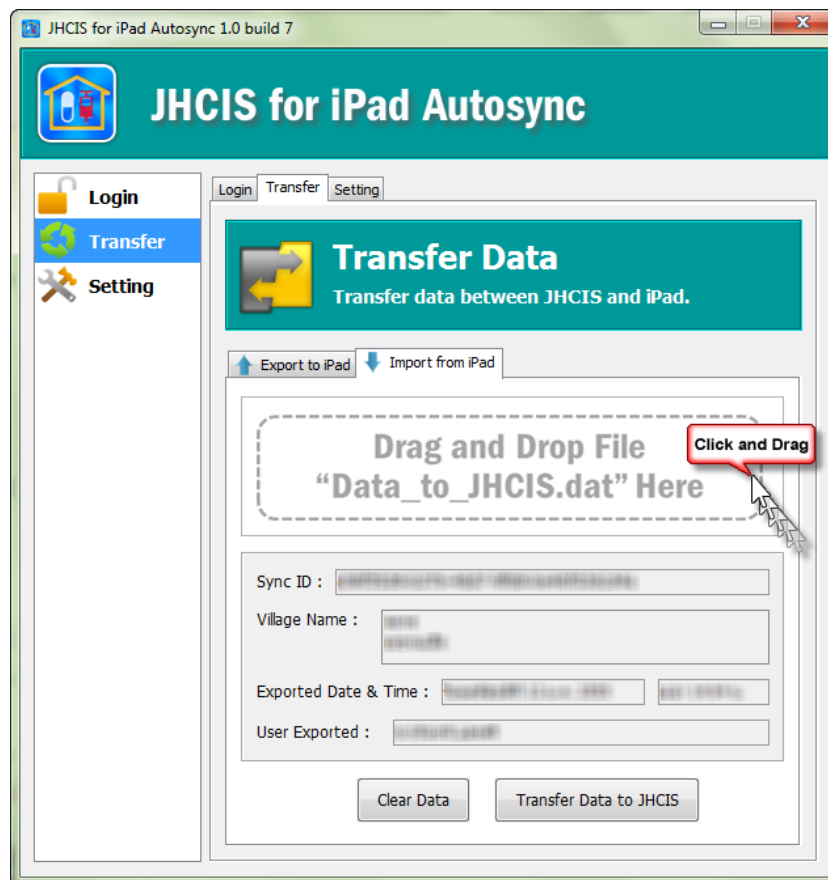 JHCIS for iPad Autosync 1.0 build 7
JHCIS for iPad Autosync
Login
Transfer
Setting
Login
Transfer
Setting
Transfer Data
Transfer data between JHCIS and iPad.
Export to iPad
Import from iPad
Drag and Drop File
“Data_to_JHCIS.dat” Here
Click and Drag
Sync ID :
Village Name :
Exported Date & Time :
User Exported :
Clear Data
Transfer Data to JHCIS